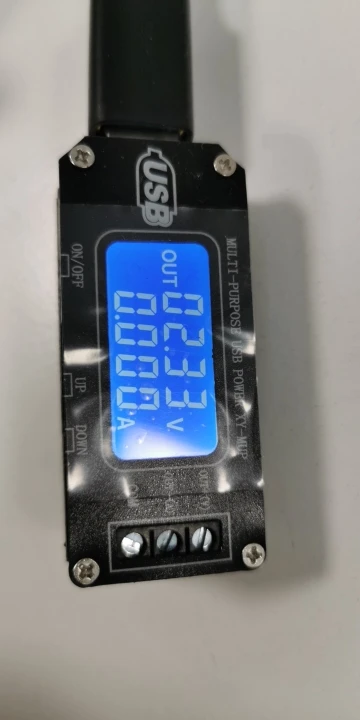 USB
MULTI-PURPOSE USB POWER XY-MUP
OUT 02.33 V
0.000 A
ON/OFF
UP
DOWN